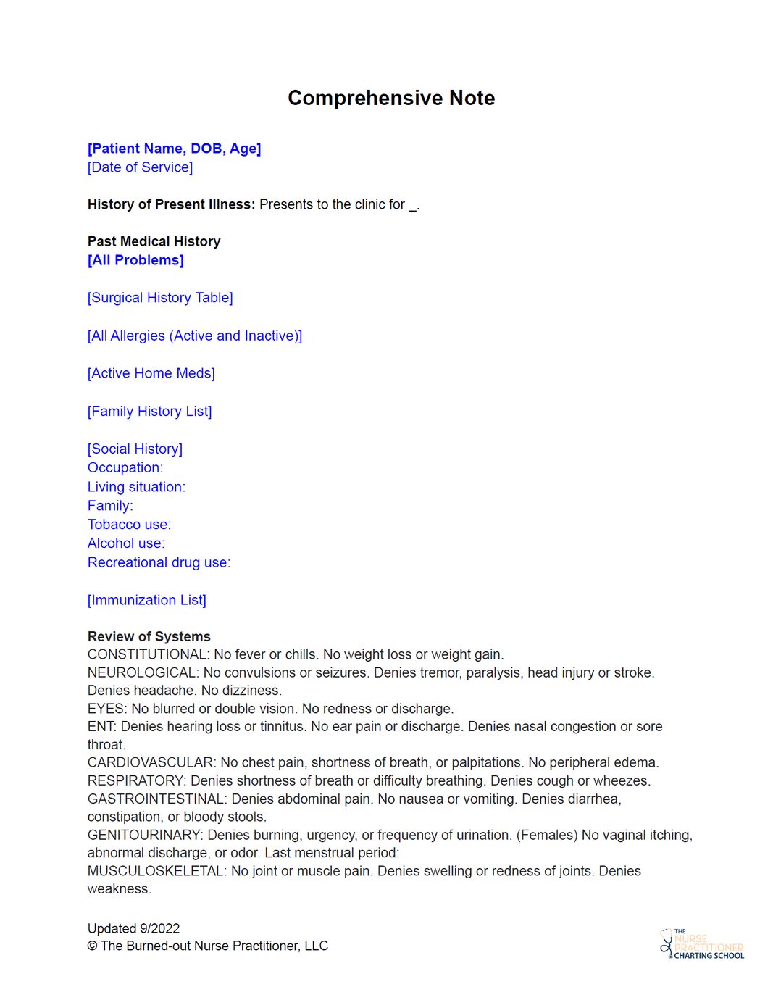 Comprehensive Note
[Patient Name, DOB, Age]
[Date of Service]
History of Present Illness: Presents to the clinic for _.
Past Medical History
[All Problems]
[Surgical History Table]
[All Allergies (Active and Inactive)]
[Active Home Meds]
[Family History List]
[Social History]
Occupation:
Living situation:
Family:
Tobacco use:
Alcohol use:
Recreational drug use:
[Immunization List]
Review of Systems
CONSTITUTIONAL: No fever or chills. No weight loss or weight gain.
NEUROLOGICAL: No convulsions or seizures. Denies tremor, paralysis, head injury or stroke.
Denies headache. No dizziness.
EYES: No blurred or double vision. No redness or discharge.
ENT: Denies hearing loss or tinnitus. No ear pain or discharge. Denies nasal congestion or sore
throat.
CARDIOVASCULAR: No chest pain, shortness of breath, or palpitations. No peripheral edema.
RESPIRATORY: Denies shortness of breath or difficulty breathing. Denies cough or wheezes.
GASTROINTESTINAL: Denies abdominal pain. No nausea or vomiting. Denies diarrhea,
constipation, or bloody stools.
GENITOURINARY: Denies burning, urgency, or frequency of urination. (Females) No vaginal itching,
abnormal discharge, or odor. Last menstrual period:
MUSCULOSKELETAL: No joint or muscle pain. Denies swelling or redness of joints. Denies
weakness.
Updated 9/2022
© The Burned-out Nurse Practitioner, LLC
THE
NURSE
PRACTITIONER
CHARTING SCHOOL